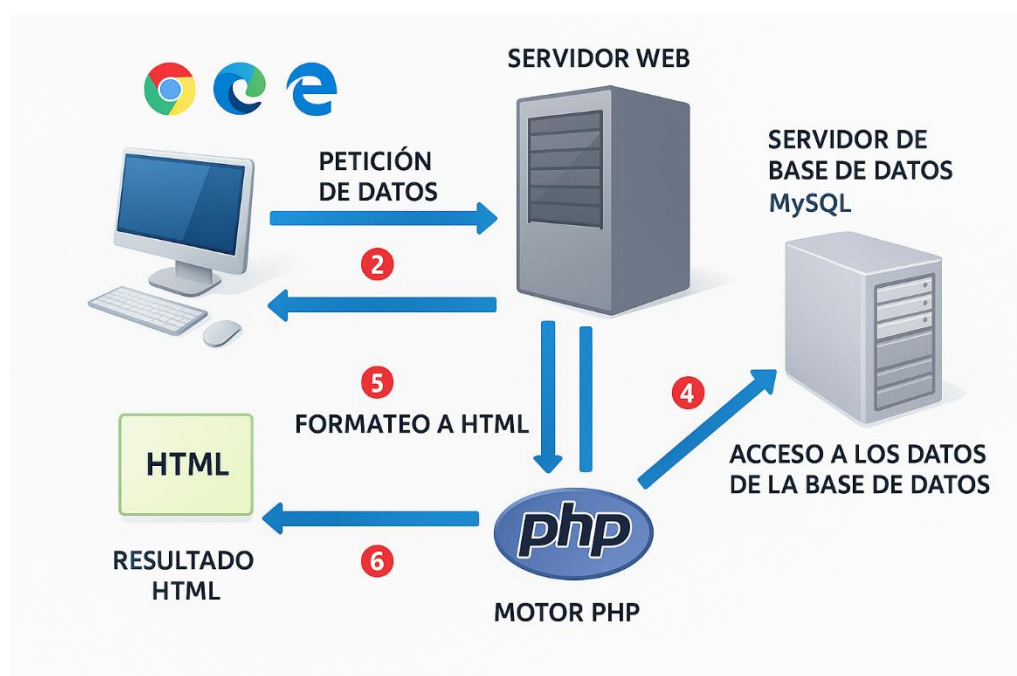 SERVIDOR WEB
PETICIÓN
DE DATOS
SERVIDOR DE
BASE DE DATOS
MySQL
2
5
FORMATEO A HTML
4
HTML
ACCESO A LOS DATOS
DE LA BASE DE DATOS
php
6
RESULTADO
HTML
MOTOR PHP